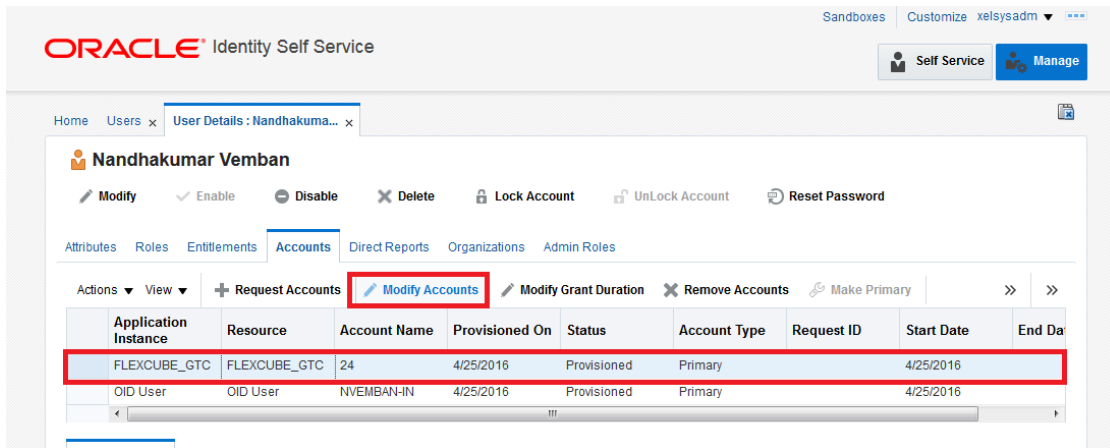 Sandboxes Customize xelsysadm
ORACLE Identity Self Service
Self Service Manage
Home Users User Details : Nandhakuma...
Nandhakumar Vemban
Modify Enable Disable Delete Lock Account UnLock Account Reset Password
Attributes Roles Entitlements Accounts Direct Reports Organizations Admin Roles
Actions View Request Accounts Modify Accounts Modify Grant Duration Remove Accounts Make Primary » »
Application Instance Resource Account Name Provisioned On Status Account Type Request ID Start Date End Da
FLEXCUBE_GTC FLEXCUBE_GTC 24 4/25/2016 Provisioned Primary 4/25/2016
OID User OID User NVEMBAN-IN 4/25/2016 Provisioned Primary 4/25/2016